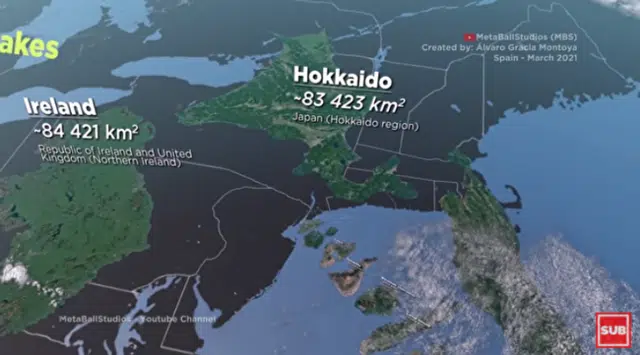 akes
MetaBallStudios (MBS)
Created by: Álvaro Gracia Montoya
Spain - March 2021
Hokkaido
~83 423 km²
Japan (Hokkaido region)
Ireland
~84 421 km²
Republic of Ireland and United
Kingdom (Northern Ireland)
MetaBallStudios - Youtube Channel
SUB